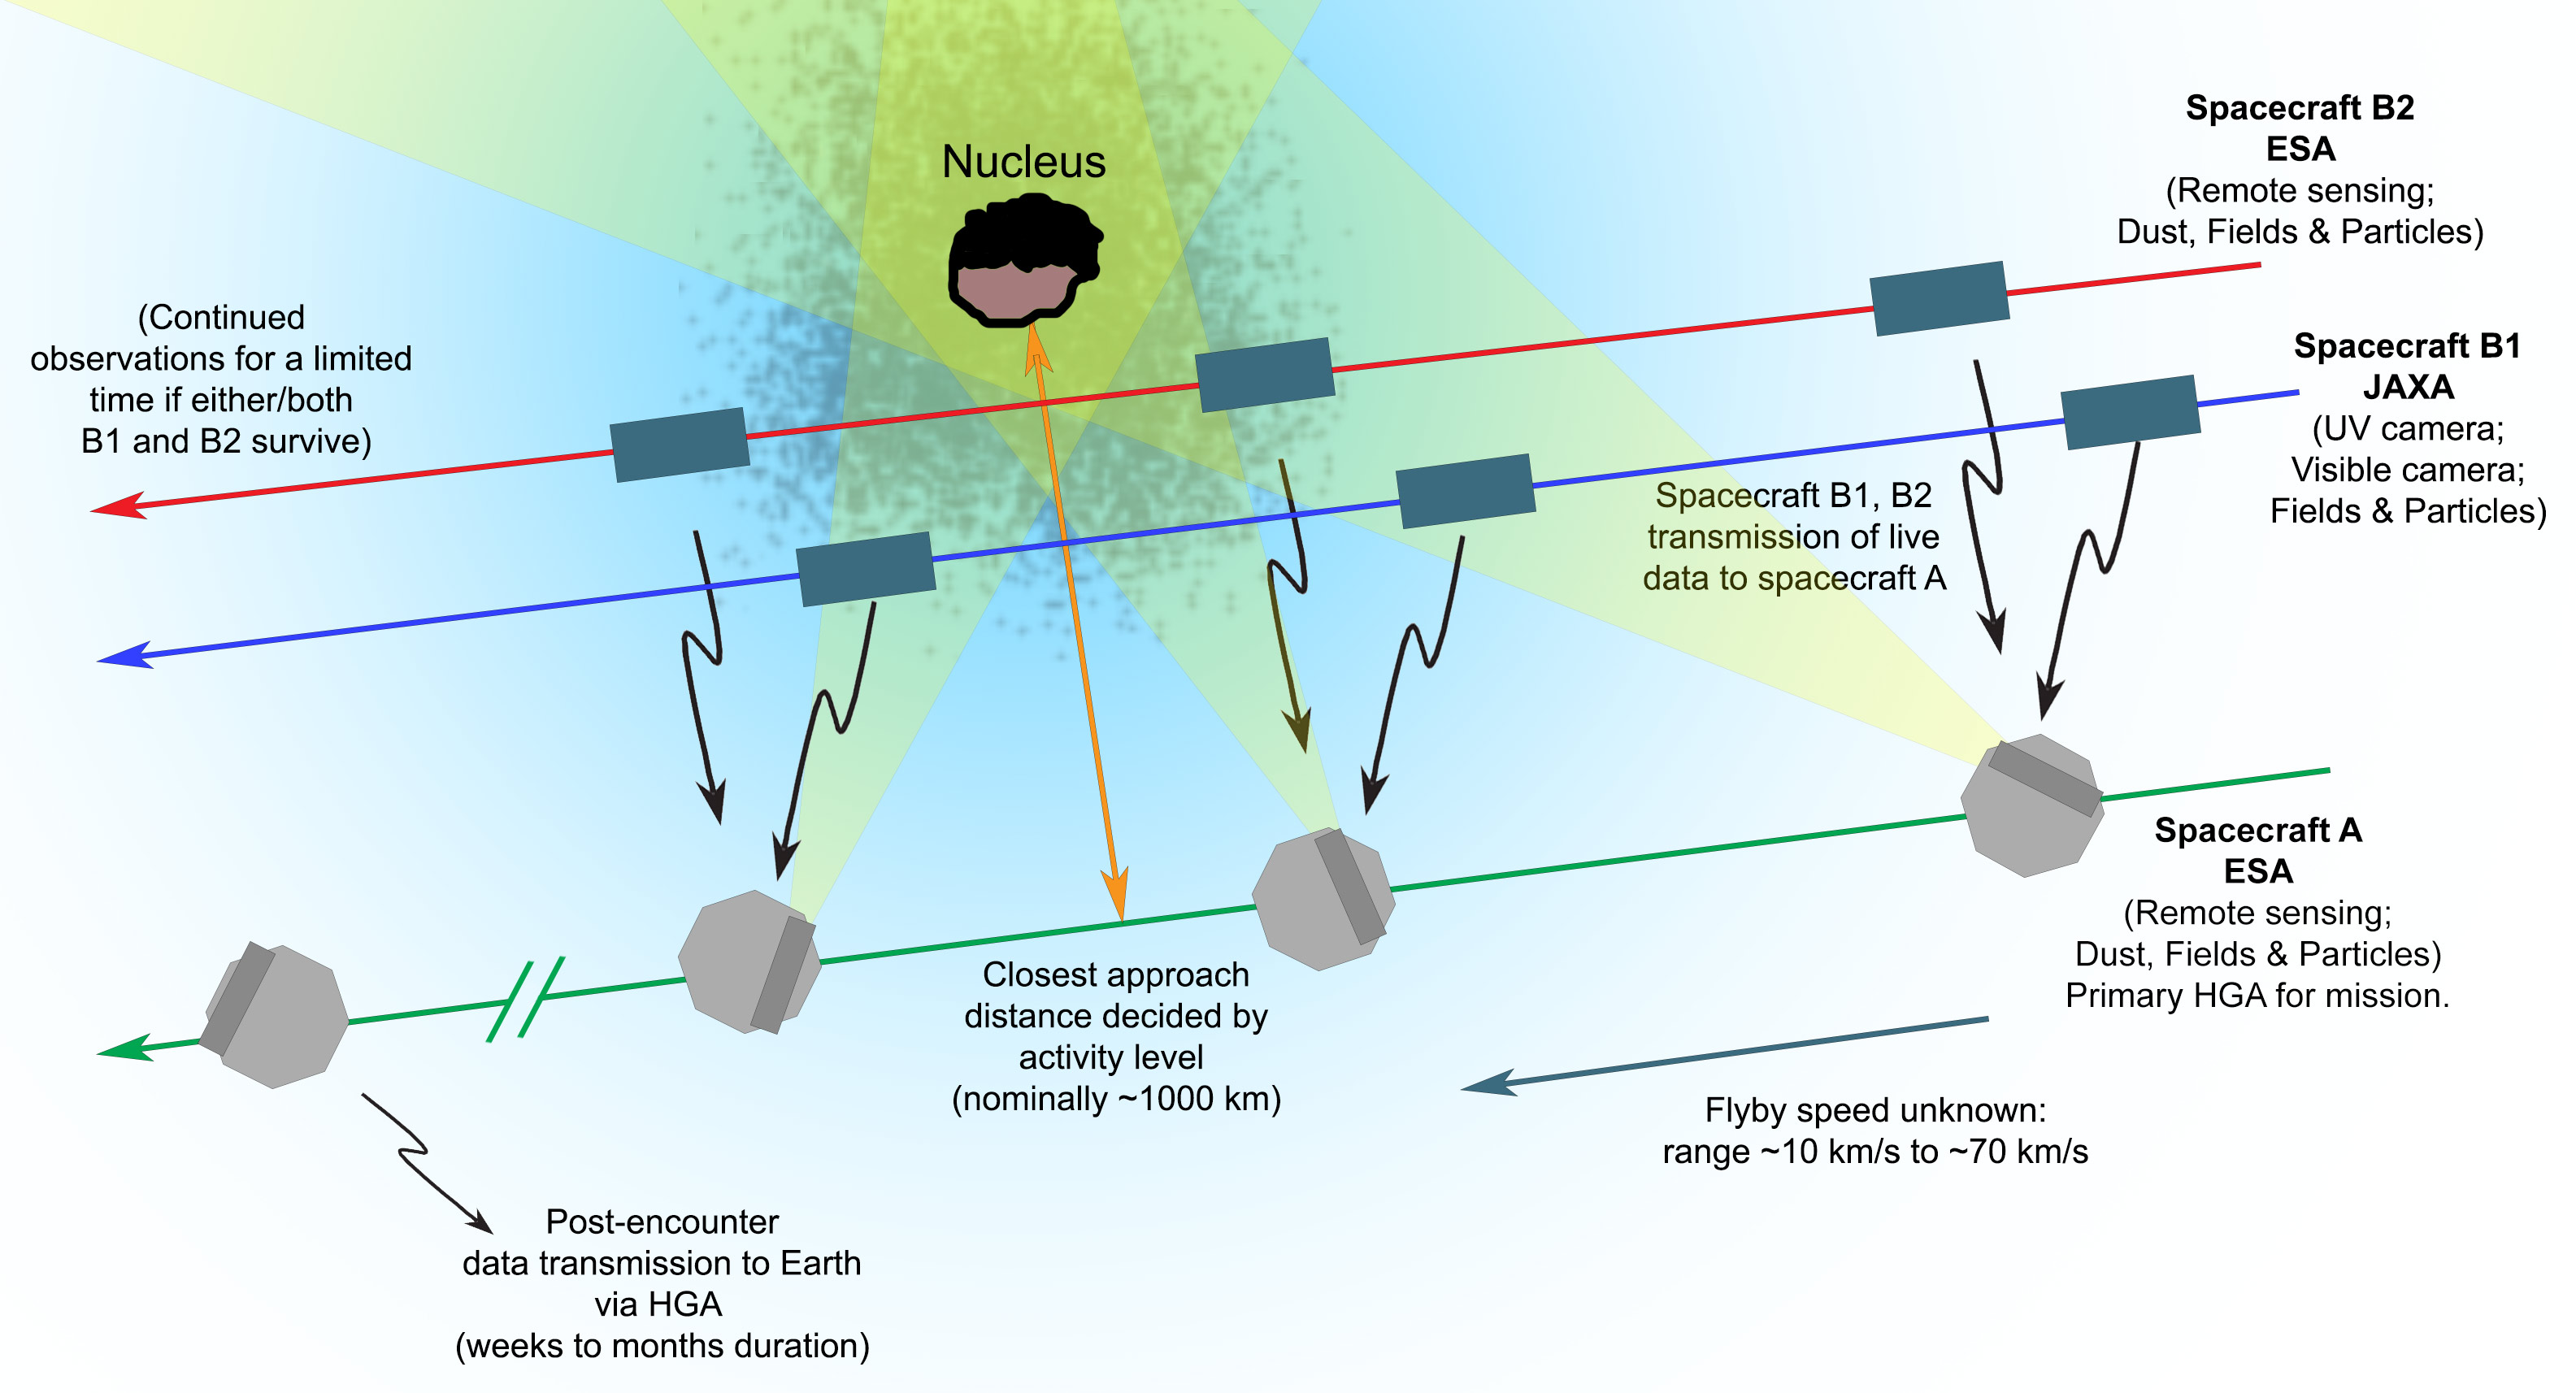 Nucleus
Spacecraft B2
ESA
(Remote sensing;
Dust, Fields & Particles)
(Continued
observations for a limited
time if either/both
B1 and B2 survive)
Spacecraft B1
JAXA
(UV camera;
Visible camera;
Fields & Particles)
Spacecraft B1, B2
transmission of live
data to spacecraft A
Spacecraft A
ESA
(Remote sensing;
Dust, Fields & Particles)
Primary HGA for mission.
Closest approach
distance decided by
activity level
(nominally ~1000 km)
Flyby speed unknown:
range ~10 km/s to ~70 km/s
Post-encounter
data transmission to Earth
via HGA
(weeks to months duration)